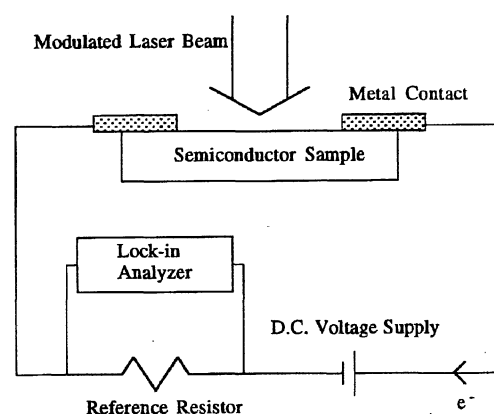 Modulated Laser Beam
Metal Contact
Semiconductor Sample
Lock-in
Analyzer
D.C. Voltage Supply
e-
Reference Resistor